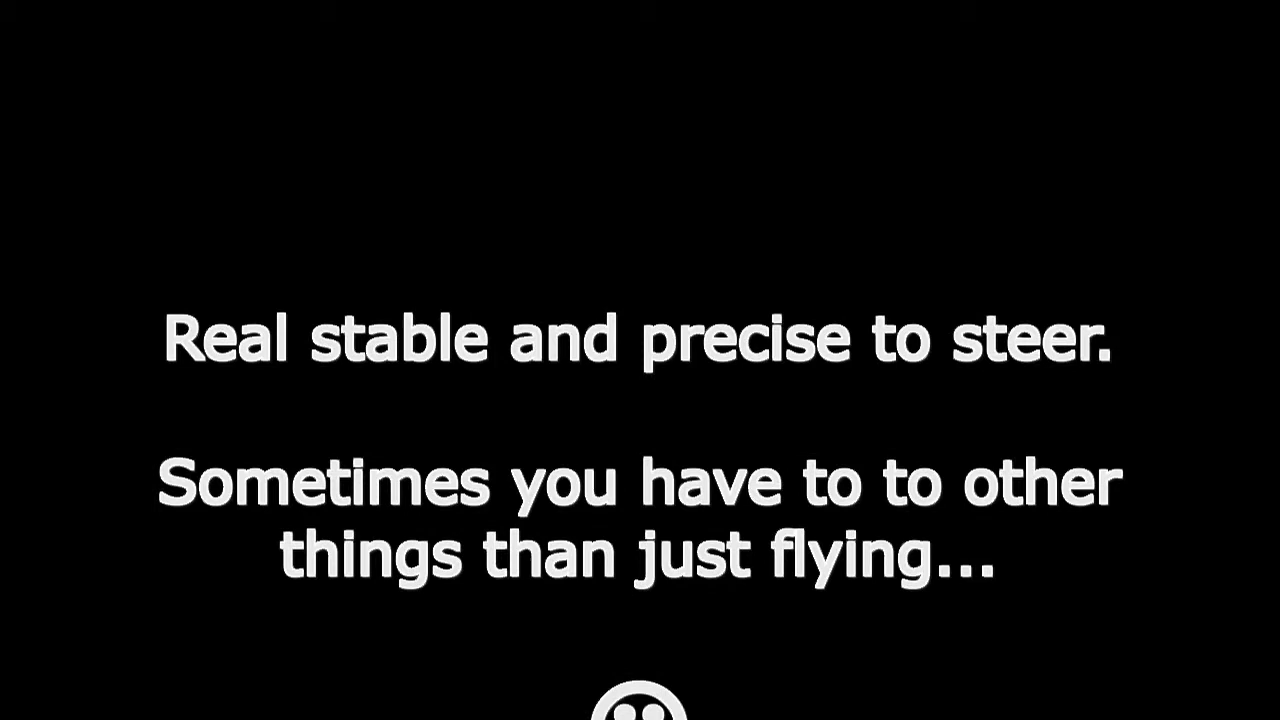 Real stable and precise to steer.
Sometimes you have to to other
things than just flying...